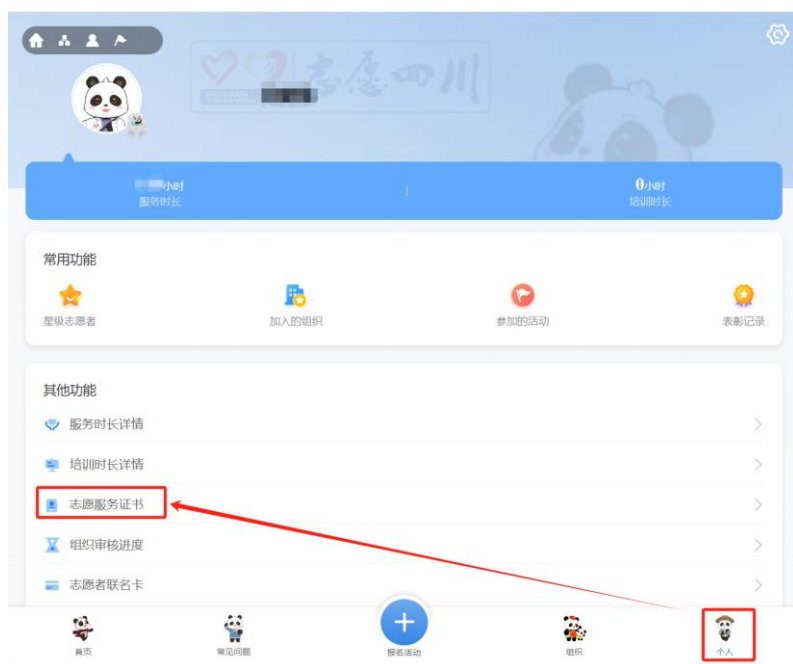 志愿四川
小时
0小时
服务时长
培训时长
常用功能
星级志愿者
加入的组织
参加的活动
表彰记录
其他功能
服务时长详情
培训时长详情
志愿服务证书
组织审核进度
志愿者联名卡
首页
常见问题
报名活动
组织
个人